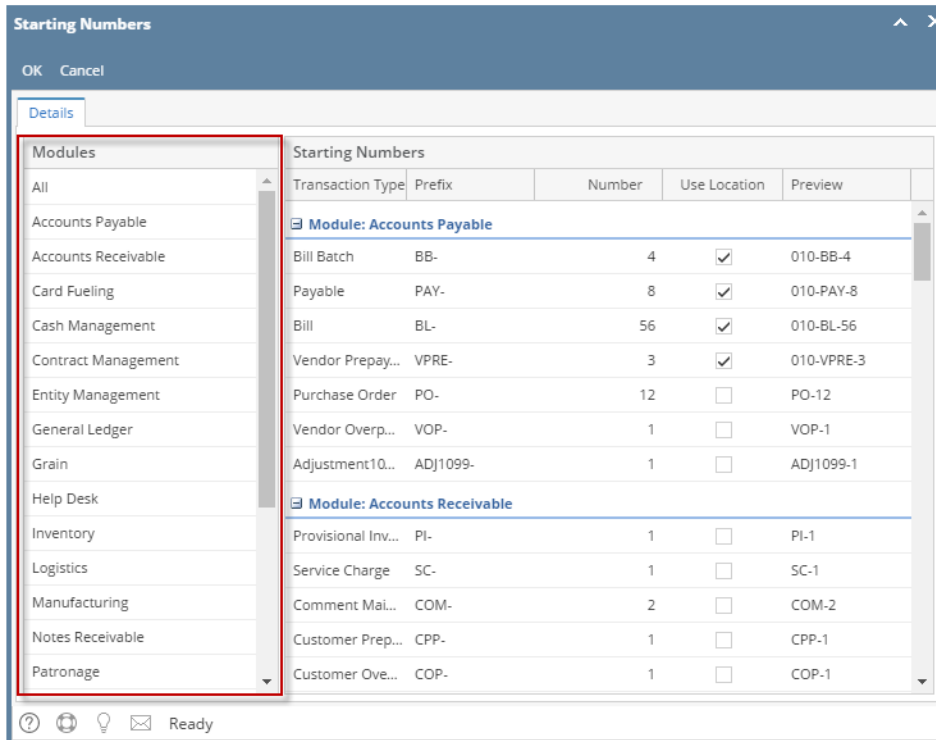 Starting Numbers
OK Cancel
Details
Modules
All
Accounts Payable
Accounts Receivable
Card Fueling
Cash Management
Contract Management
Entity Management
General Ledger
Grain
Help Desk
Inventory
Logistics
Manufacturing
Notes Receivable
Patronage
Starting Numbers
Transaction Type Prefix Number Use Location Preview
Module: Accounts Payable
Bill Batch BB- 4 010-BB-4
Payable PAY- 8 010-PAY-8
Bill BL- 56 010-BL-56
Vendor Prepay... VPRE- 3 010-VPRE-3
Purchase Order PO- 12 PO-12
Vendor Overp... VOP- 1 VOP-1
Adjustment10... ADJ1099- 1 ADJ1099-1
Module: Accounts Receivable
Provisional Inv... PI- 1 PI-1
Service Charge SC- 1 SC-1
Comment Mai... COM- 2 COM-2
Customer Prep... CPP- 1 CPP-1
Customer Ove... COP- 1 COP-1
Ready